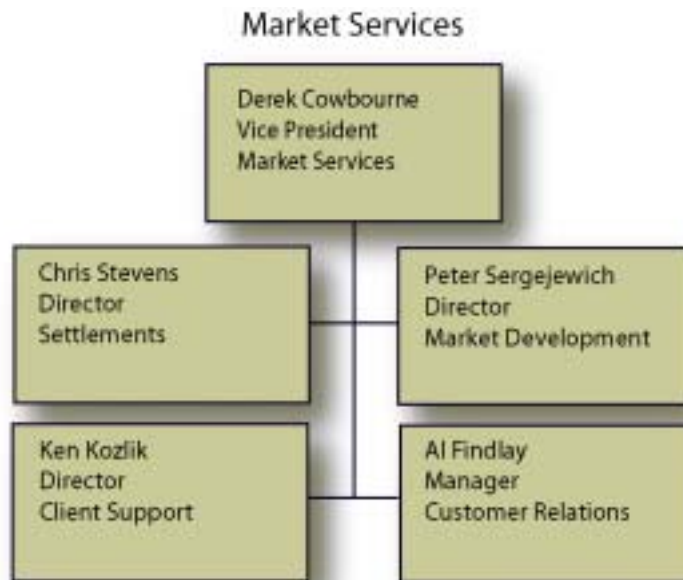 Market Services
Derek Cowbourne
Vice President
Market Services
Chris Stevens
Director
Settlements
Peter Sergejewich
Director
Market Development
Ken Kozlik
Director
Client Support
Al Findlay
Manager
Customer Relations